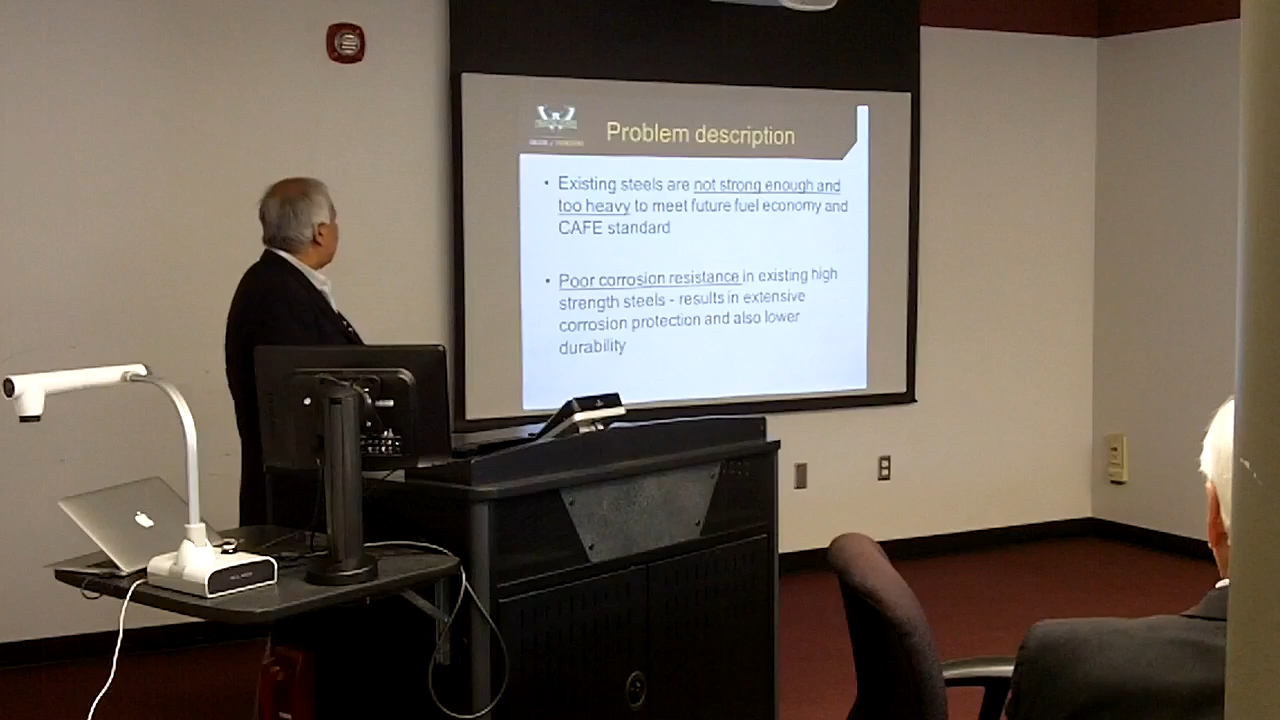 Problem description
• Existing steels are not strong enough and
too heavy to meet future fuel economy and
CAFE standard
• Poor corrosion resistance in existing high
strength steels - results in extensive
corrosion protection and also lower
durability